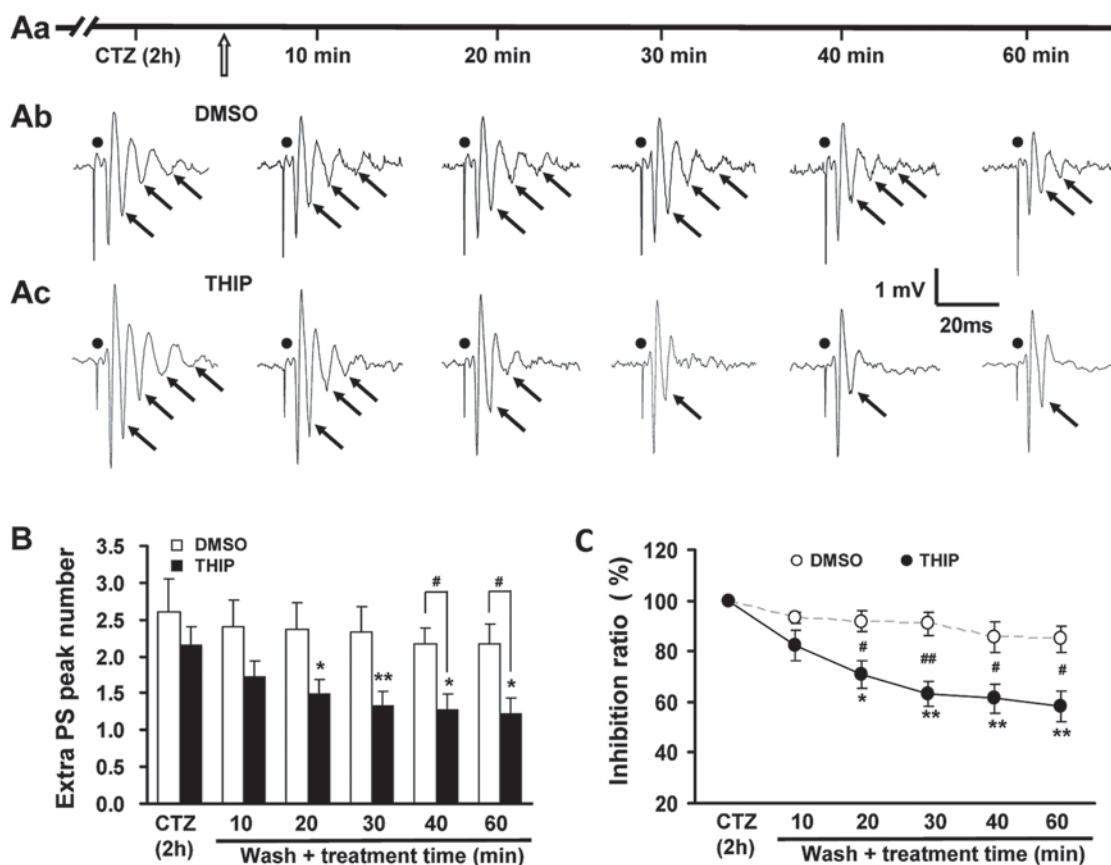 Aa
CTZ (2h) 10 min 20 min 30 min 40 min 60 min
Ab DMSO
Ac THIP
1 mV
20ms
B
DMSO
THIP
Extra PS peak number
3.5
3.0
2.5
2.0
1.5
1.0
0.5
0.0
# #
* ** * *
CTZ (2h) 10 20 30 40 60
Wash + treatment time (min)
C
DMSO THIP
Inhibition ratio ( %)
120
100
80
60
40
20
# ## # #
* ** ** **
CTZ (2h) 10 20 30 40 60
Wash + treatment time (min)